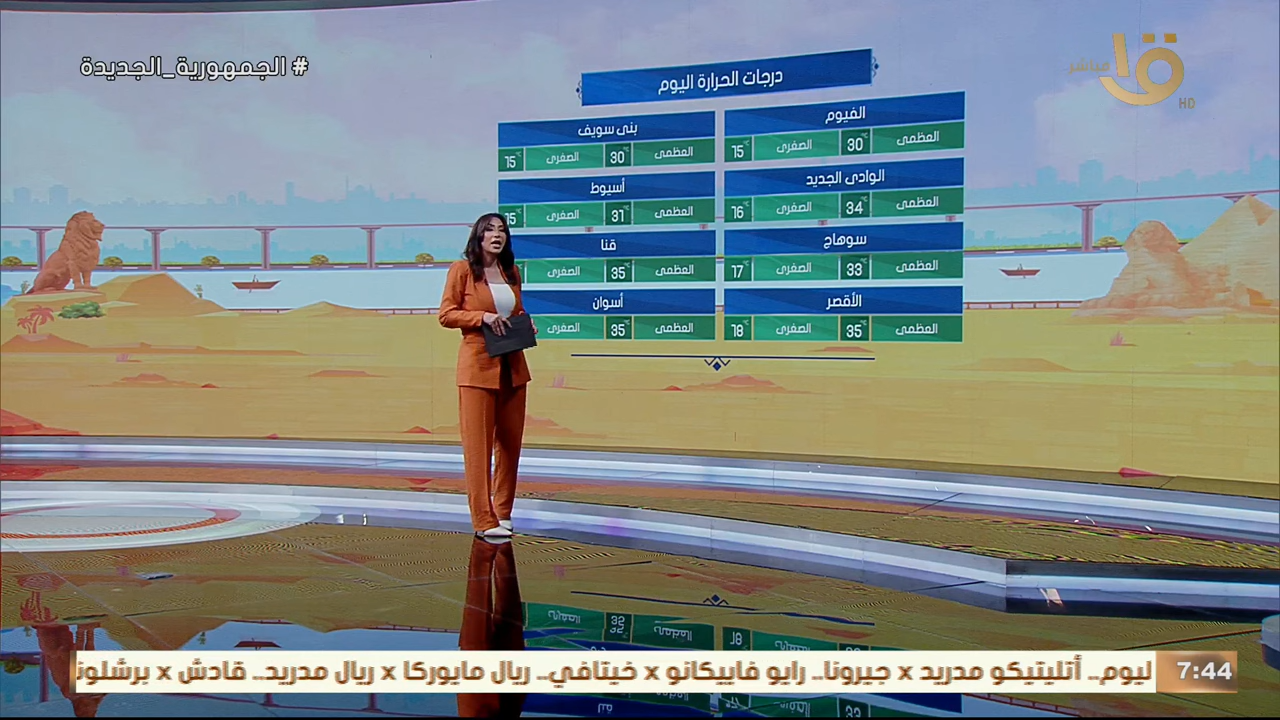 # الجمهورية_الجديدة
مباشر
HD
درجات الحرارة اليوم
الفيوم
العظمى 30°C الصغرى 15°C
بنى سويف
العظمى 30°C الصغرى 15°C
الوادى الجديد
العظمى 34°C الصغرى 16°C
أسيوط
العظمى 31°C الصغرى 15°C
سوهاج
العظمى 33°C الصغرى 17°C
قنا
العظمى 35°C الصغرى
الأقصر
العظمى 35°C الصغرى 18°C
أسوان
العظمى 35°C الصغرى
7:44
ليوم.. أتليتيكو مدريد x جيرونا.. رايو فاييكانو x خيتافي.. ريال مايوركا x ريال مدريد.. قادش x برشلون